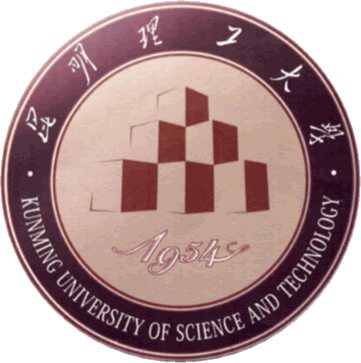 昆明理工大学
1954
KUNMING UNIVERSITY OF SCIENCE AND TECHNOLOGY